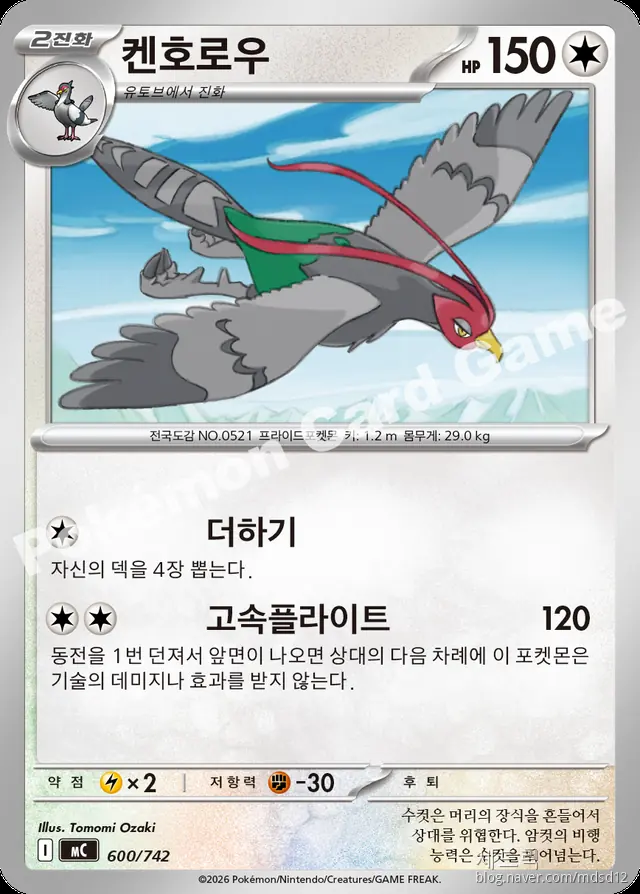 2진화
켄호로우
HP 150
유토브에서 진화
전국도감 NO.0521 프라이드포켓몬 키: 1.2 m 몸무게: 29.0 kg
Pokémon Card Game
더하기
자신의 덱을 4장 뽑는다.
고속플라이트 120
동전을 1번 던져서 앞면이 나오면 상대의 다음 차례에 이 포켓몬은
기술의 데미지나 효과를 받지 않는다.
약점 ×2 저항력 -30 후퇴
수컷은 머리의 장식을 흔들어서
상대를 위협한다. 암컷의 비행
능력은 수컷을 뛰어넘는다.
Illus. Tomomi Ozaki
I mC 600/742
©2026 Pokémon/Nintendo/Creatures/GAME FREAK.
blog.naver.com/mdsd12